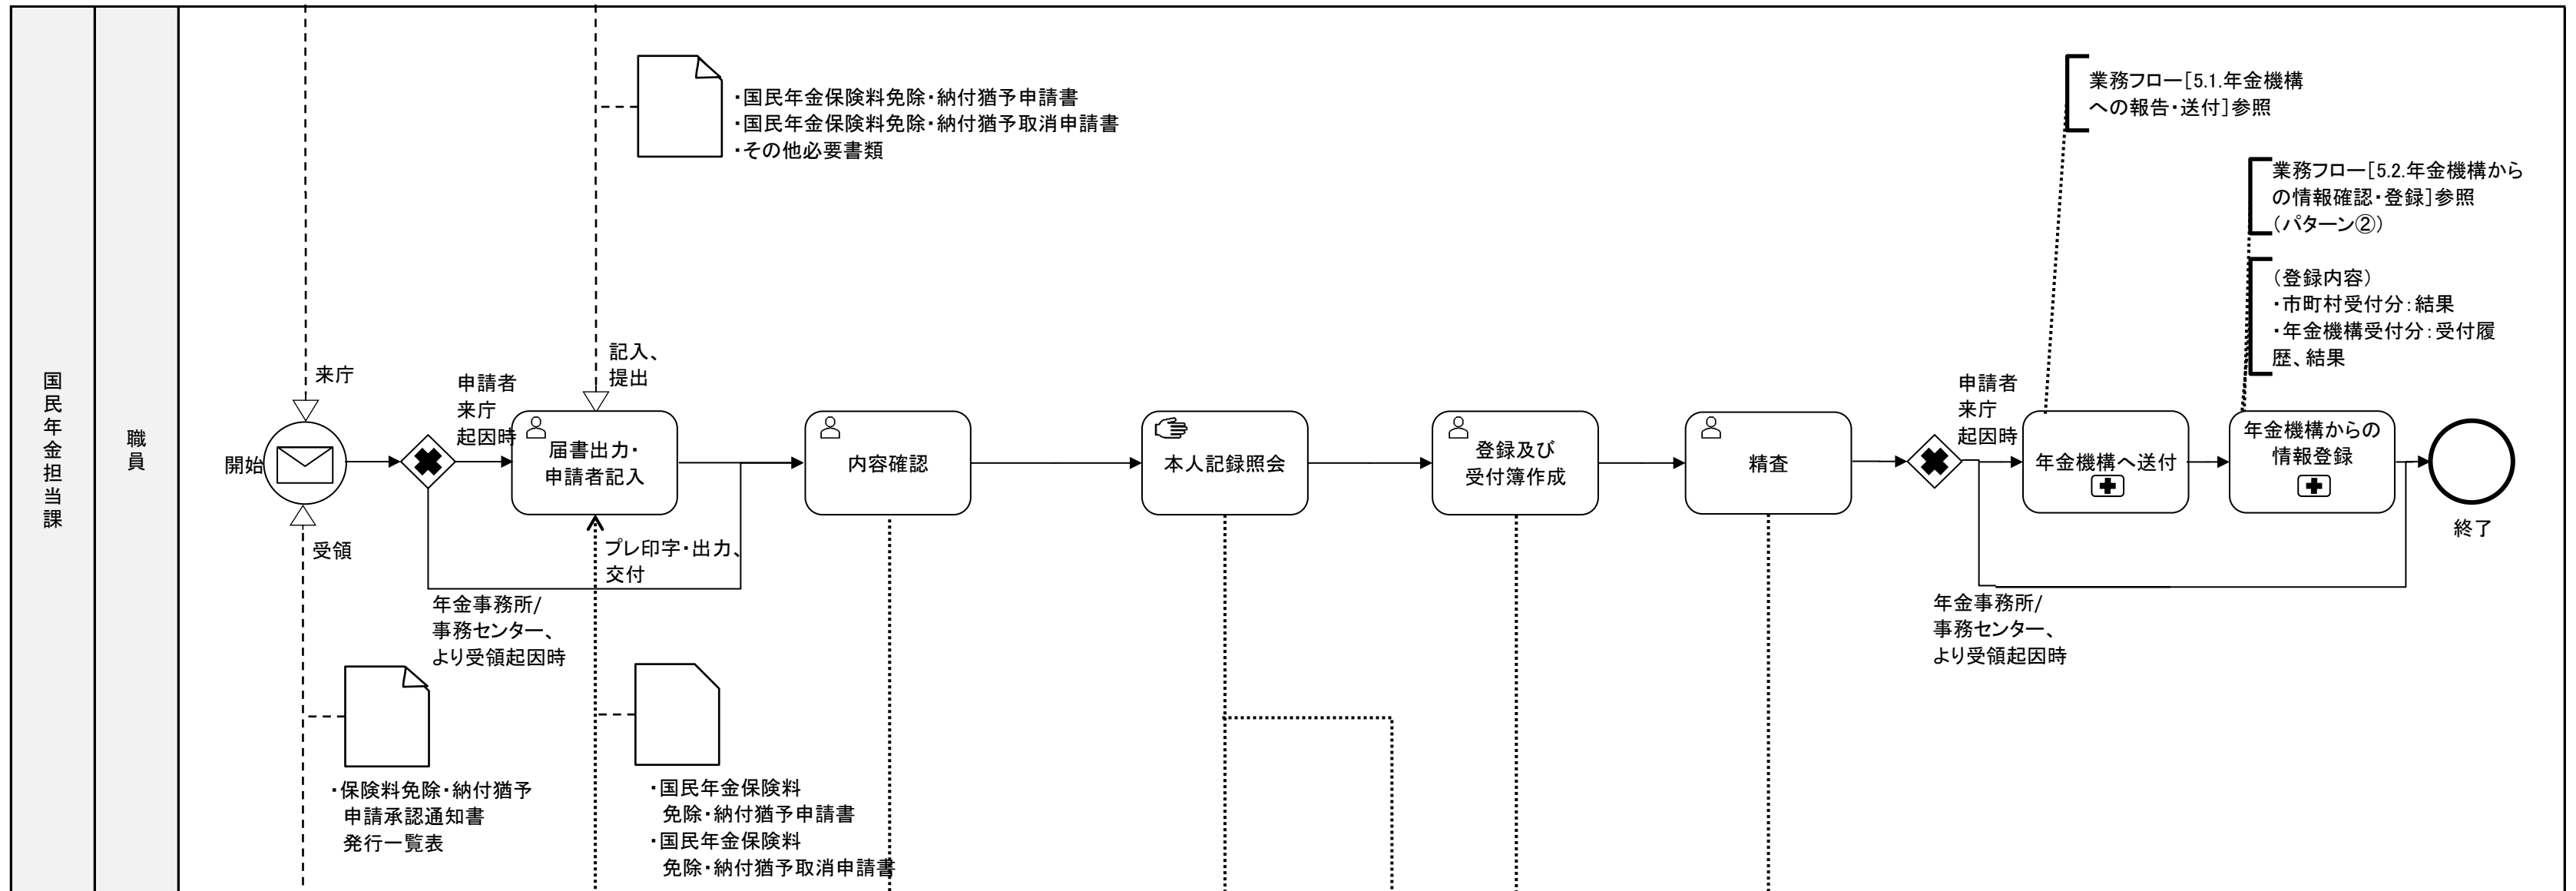 国民年金担当課
職員
・国民年金保険料免除・納付猶予申請書
・国民年金保険料免除・納付猶予取消申請書
・その他必要書類
業務フロー[5.1.年金機構
への報告・送付]参照
業務フロー[5.2.年金機構から
の情報確認・登録]参照
(パターン②)
(登録内容)
・市町村受付分:結果
・年金機構受付分:受付履
歴、結果
来庁
申請者
来庁
起因時
記入、
提出
開始
届書出力・
申請者記入
内容確認
本人記録照会
登録及び
受付簿作成
精査
申請者
来庁
起因時
年金機構へ送付
年金機構からの
情報登録
終了
受領
プレ印字・出力、
交付
年金事務所/
事務センター、
より受領起因時
年金事務所/
事務センター、
より受領起因時
・保険料免除・納付猶予
申請承認通知書
発行一覧表
・国民年金保険料
免除・納付猶予申請書
・国民年金保険料
免除・納付猶予取消申請書